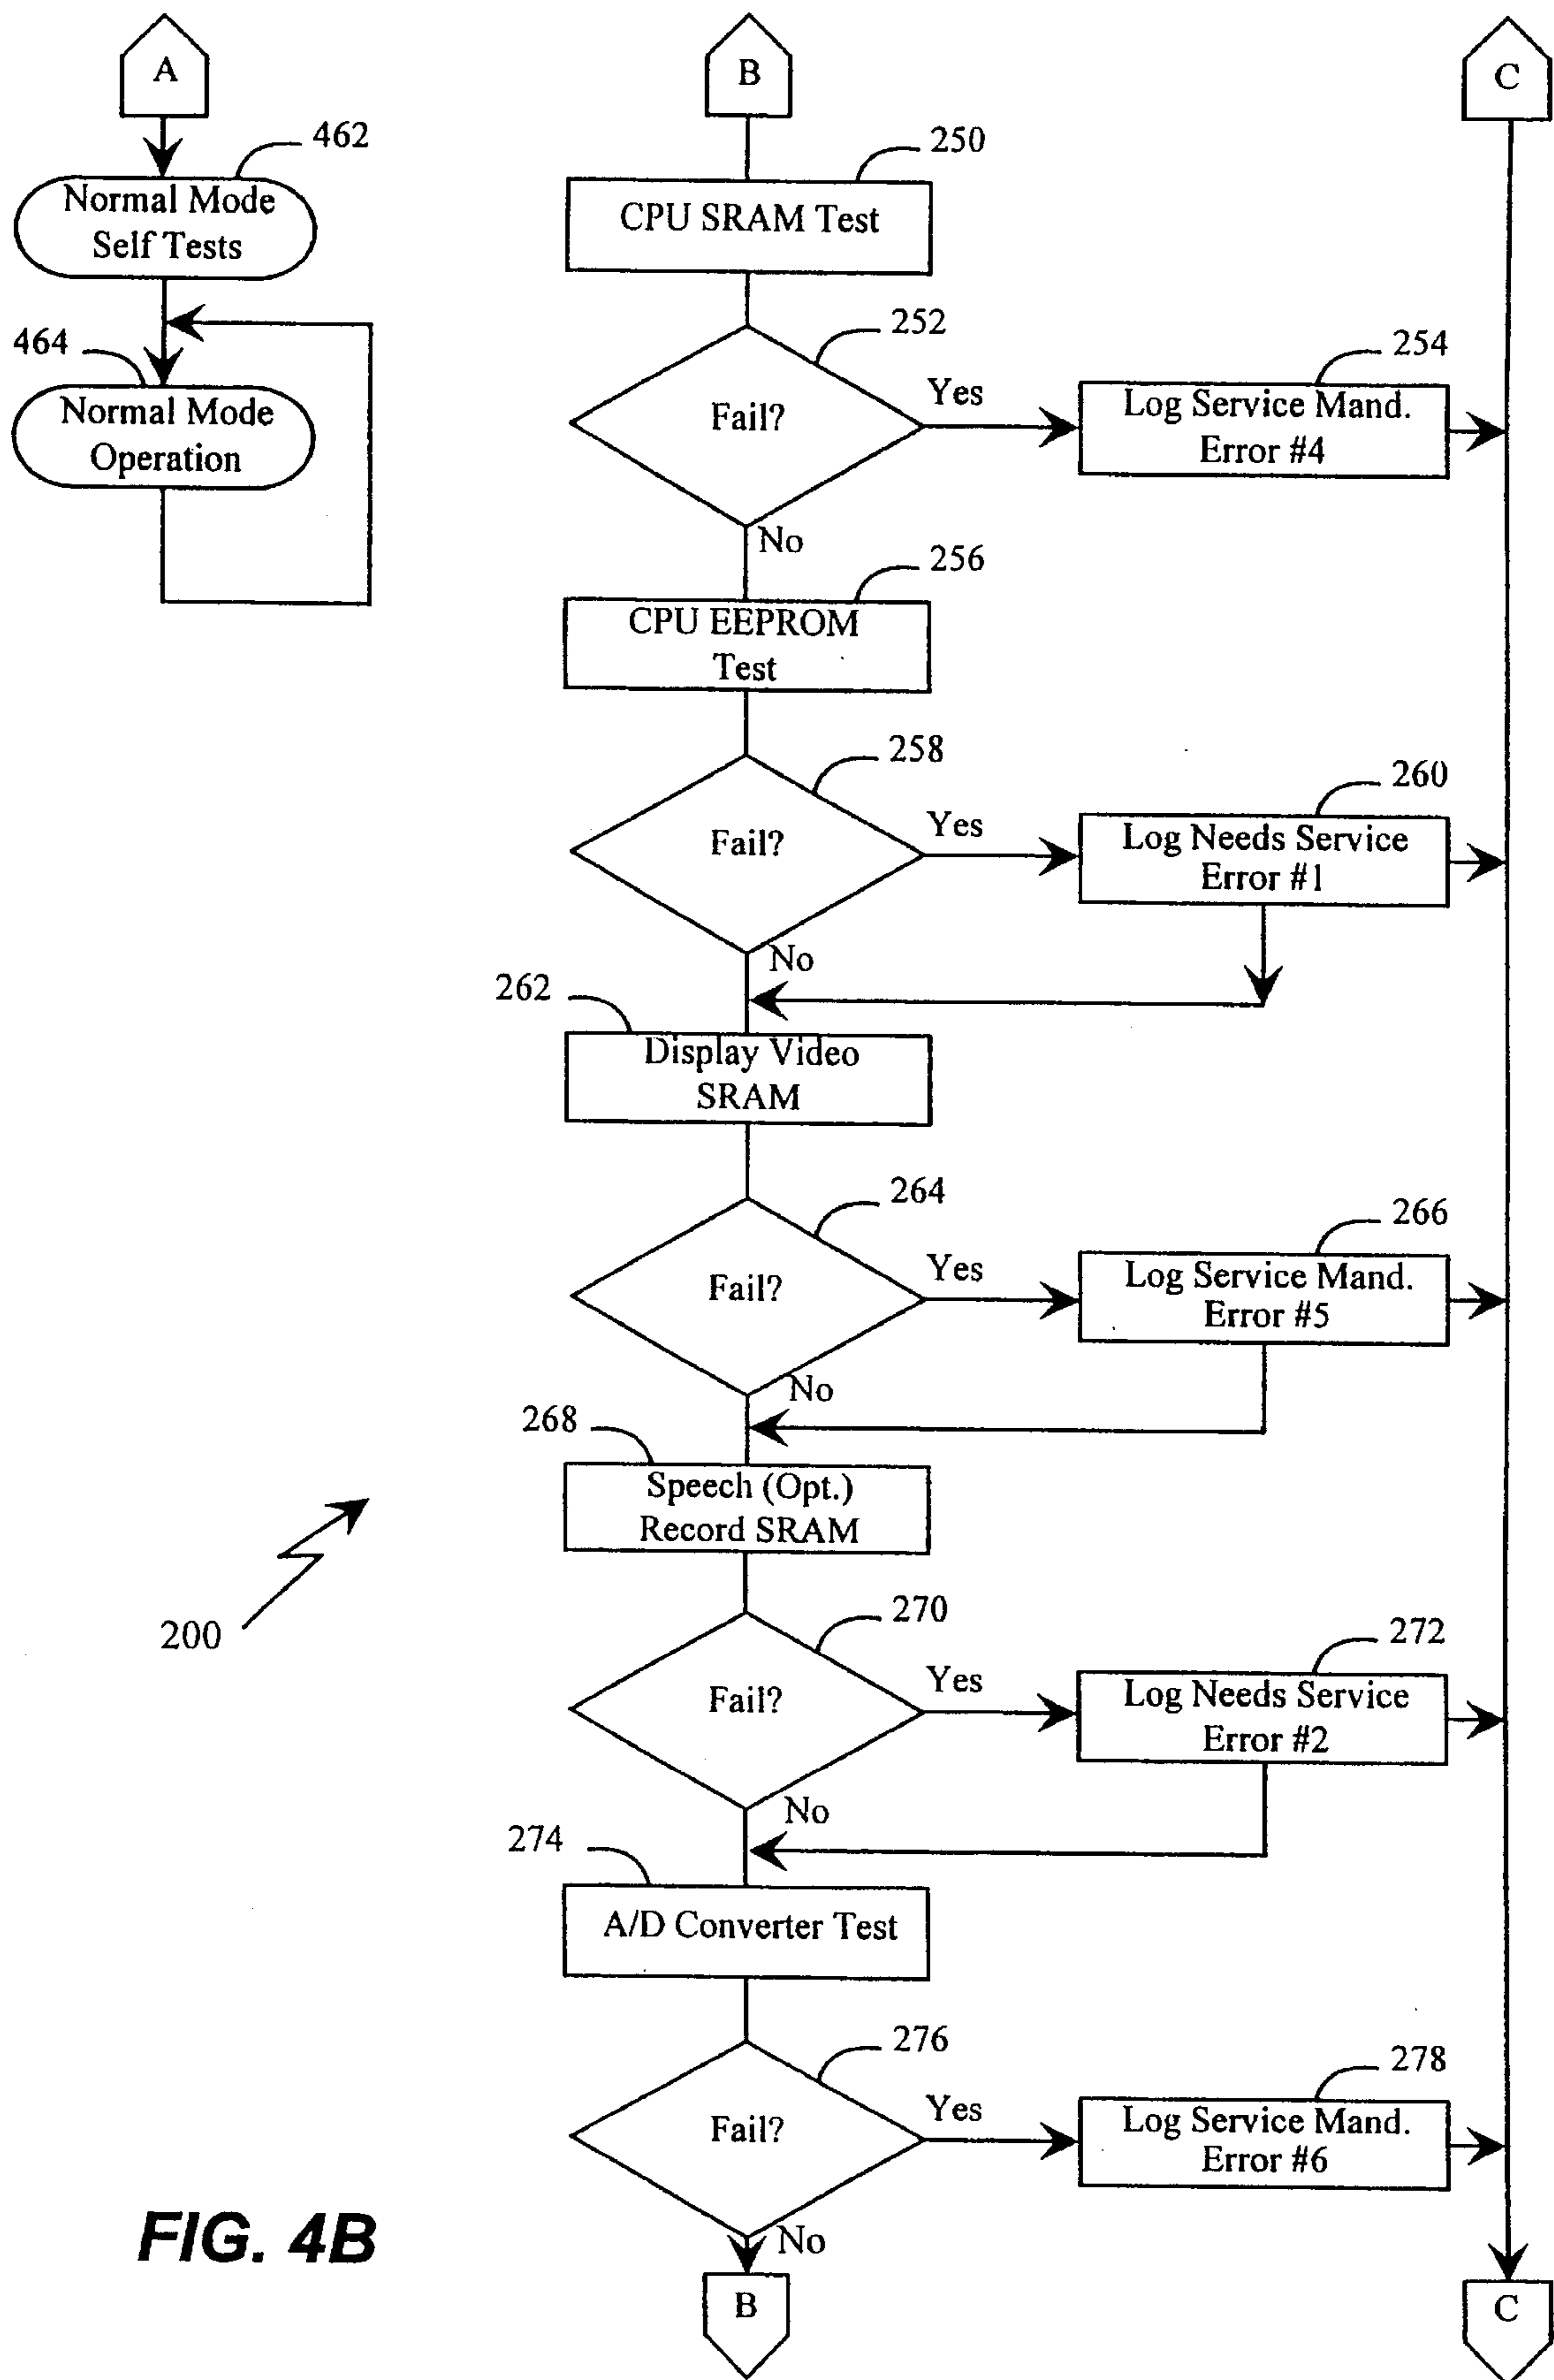 A
B
C
462
Normal Mode
Self Tests
464
Normal Mode
Operation
250
CPU SRAM Test
252
Fail?
Yes
254
Log Service Mand.
Error #4
No
256
CPU EEPROM
Test
258
Fail?
Yes
260
Log Needs Service
Error #1
No
262
Display Video
SRAM
264
Fail?
Yes
266
Log Service Mand.
Error #5
No
268
Speech (Opt.)
Record SRAM
200
270
Fail?
Yes
272
Log Needs Service
Error #2
No
274
A/D Converter Test
276
Fail?
Yes
278
Log Service Mand.
Error #6
No
FIG. 4B
B
C